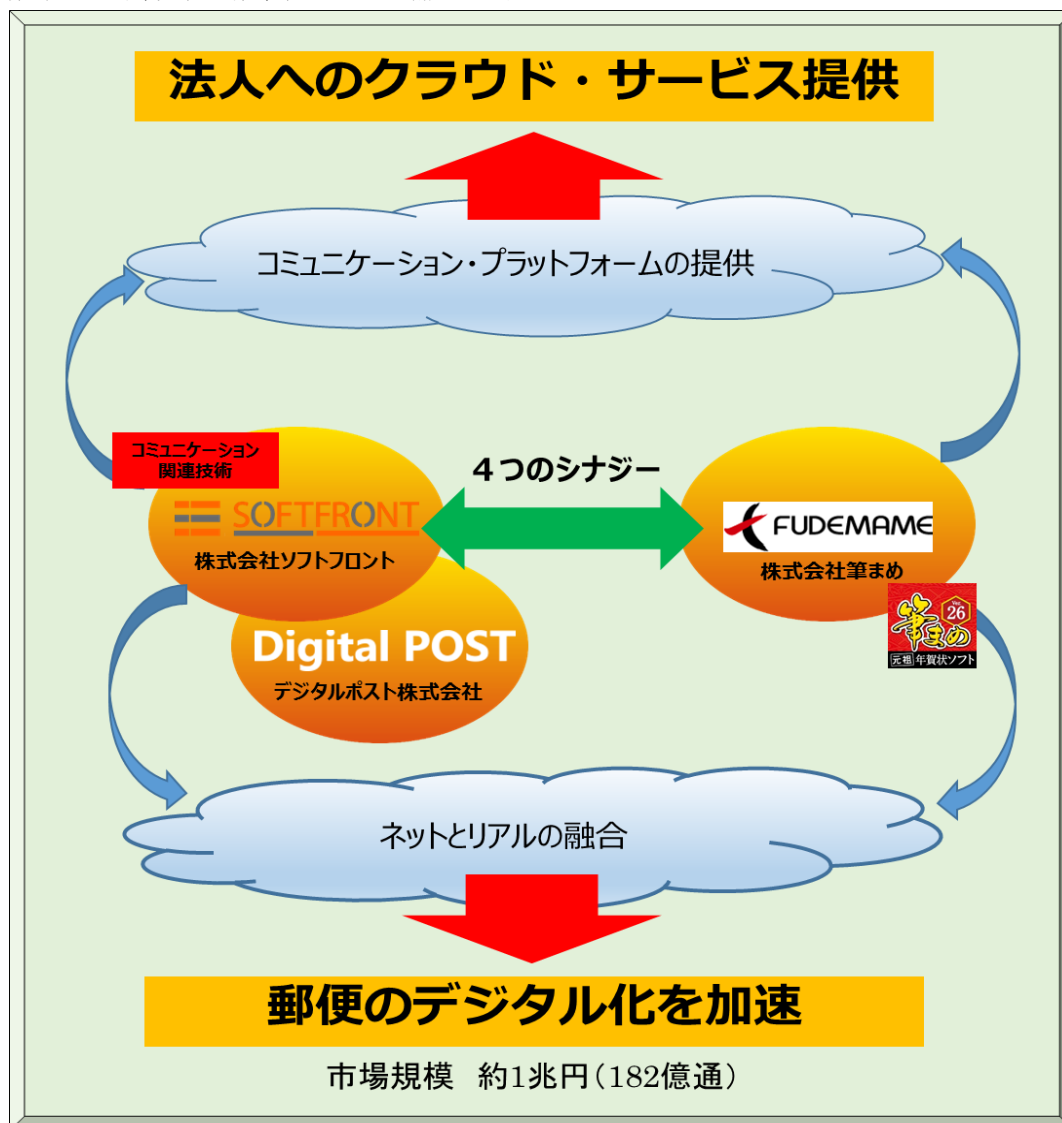 法人へのクラウド・サービス提供
コミュニケーション・プラットフォームの提供
コミュニケーション
関連技術
SOFTFRONT
株式会社ソフトフロント
4つのシナジー
FUDEMAME
株式会社筆まめ
Ver.
26
筆まめ
元祖 年賀状ソフト
Digital POST
デジタルポスト株式会社
ネットとリアルの融合
郵便のデジタル化を加速
市場規模 約1兆円（182億通）